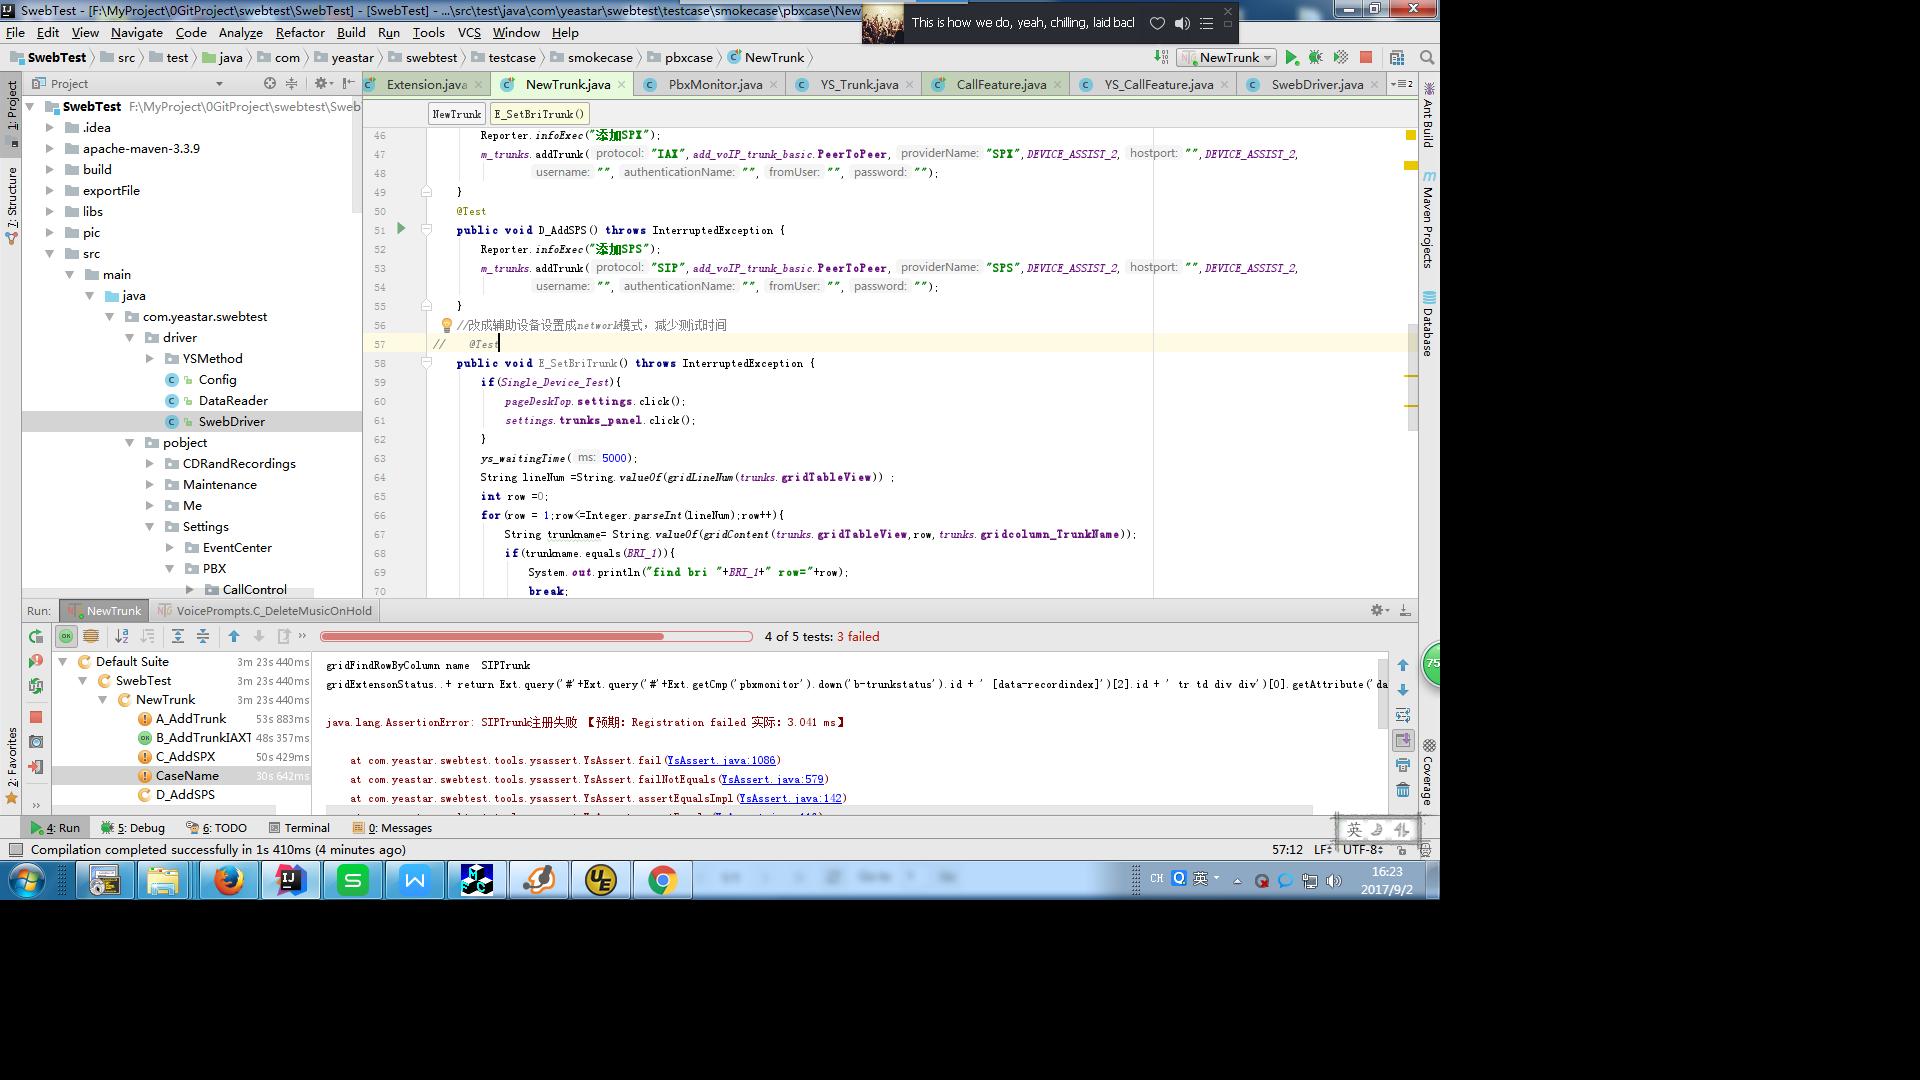 SwebTest - [F:\MyProject\0GitProject\swebtest\SwebTest] - [SwebTest] - ...\src\test\java\com\yeastar\swebtest\testcase\smokecase\pbxcase\New
This is how we do, yeah, chilling, laid bacl
File Edit View Navigate Code Analyze Refactor Build Run Tools VCS Window Help
SwebTest src test java com yeastar swebtest testcase smokecase pbxcase NewTrunk
NewTrunk
Project
Extension.java NewTrunk.java PbxMonitor.java YS_Trunk.java CallFeature.java YS_CallFeature.java SwebDriver.java
NewTrunk E_SetBriTrunk()
1: Project
7: Structure
2: Favorites
Ant Build
Maven Projects
Database
Coverage
SwebTest F:\MyProject\0GitProject\swebtest\Sweb
.idea
apache-maven-3.3.9
build
exportFile
libs
pic
src
main
java
com.yeastar.swebtest
driver
YSMethod
Config
DataReader
SwebDriver
pobject
CDRandRecordings
Maintenance
Me
Settings
EventCenter
PBX
CallControl
46 Reporter.infoExec("添加SPX");
47 m_trunks.addTrunk( protocol: "IAX",add_voIP_trunk_basic.PeerToPeer, providerName: "SPX",DEVICE_ASSIST_2, hostport: "",DEVICE_ASSIST_2,
48 username: "", authenticationName: "", fromUser: "", password: "");
49 }
50 @Test
51 public void D_AddSPS() throws InterruptedException {
52 Reporter.infoExec("添加SPS");
53 m_trunks.addTrunk( protocol: "SIP",add_voIP_trunk_basic.PeerToPeer, providerName: "SPS",DEVICE_ASSIST_2, hostport: "",DEVICE_ASSIST_2,
54 username: "", authenticationName: "", fromUser: "", password: "");
55 }
56 //改成辅助设备设置成network模式，减少测试时间
57 // @Test
58 public void E_SetBriTrunk() throws InterruptedException {
59 if(Single_Device_Test){
60 pageDeskTop.settings.click();
61 settings.trunks_panel.click();
62 }
63 ys_waitingTime( ms: 5000);
64 String lineNum =String.valueOf(gridLineNum(trunks.gridTableView)) ;
65 int row =0;
66 for(row = 1;row<=Integer.parseInt(lineNum);row++){
67 String trunkname= String.valueOf(gridContent(trunks.gridTableView,row,trunks.gridcolumn_TrunkName));
68 if(trunkname.equals(BRI_1)){
69 System.out.println("find bri "+BRI_1+" row="+row);
70 break;
Run: NewTrunk VoicePrompts.C_DeleteMusicOnHold
4 of 5 tests: 3 failed
Default Suite 3m 23s 440ms
SwebTest 3m 23s 440ms
NewTrunk 3m 23s 440ms
A_AddTrunk 53s 883ms
B_AddTrunkIAXT 48s 357ms
C_AddSPX 50s 429ms
CaseName 30s 642ms
D_AddSPS
gridFindRowByColumn name SIPTrunk
gridExtensonStatus..+ return Ext.query('#'+Ext.query('#'+Ext.getCmp('pbxmonitor').down('b-trunkstatus').id + ' [data-recordindex]')[2].id + ' tr td div div')[0].getAttribute('da
java.lang.AssertionError: SIPTrunk注册失败 【预期: Registration failed 实际: 3.041 ms】
at com.yeastar.swebtest.tools.ysassert.YsAssert.fail(YsAssert.java:1086)
at com.yeastar.swebtest.tools.ysassert.YsAssert.failNotEquals(YsAssert.java:579)
at com.yeastar.swebtest.tools.ysassert.YsAssert.assertEqualsImpl(YsAssert.java:142)
75
4: Run 5: Debug 6: TODO Terminal 0: Messages
英
Compilation completed successfully in 1s 410ms (4 minutes ago)
57:12 LF UTF-8
CH 英
16:23
2017/9/2